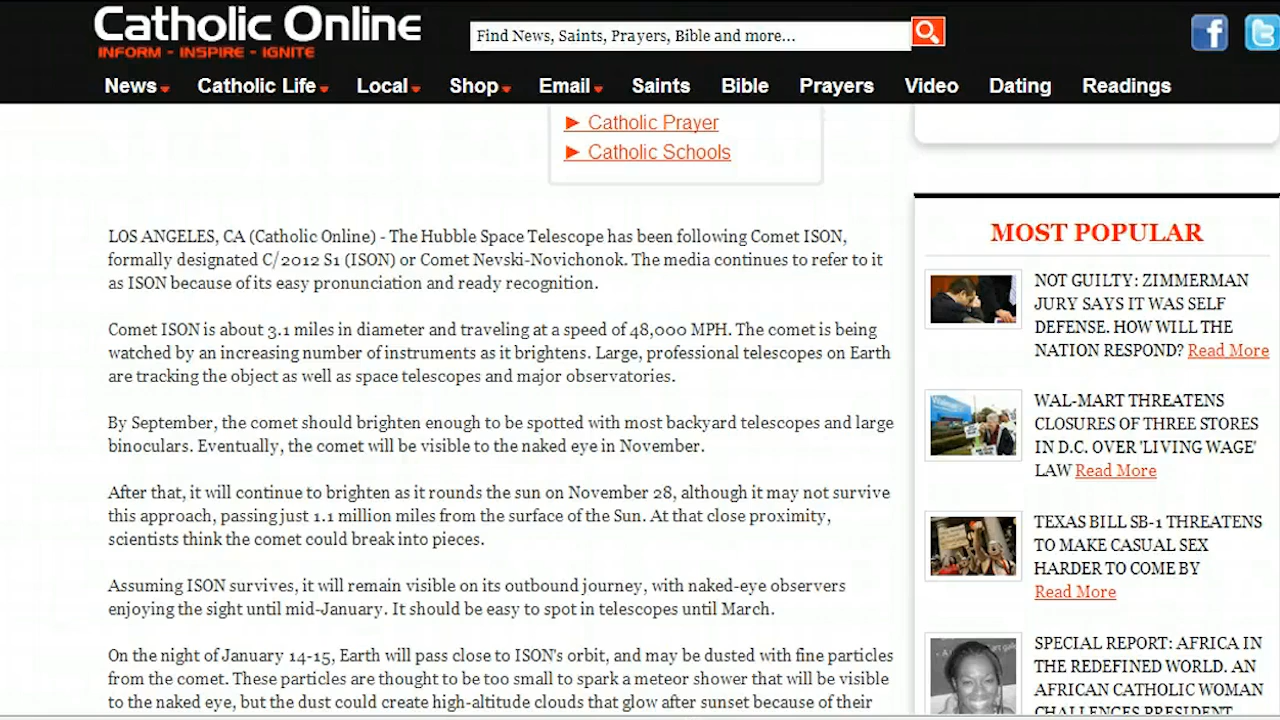 Catholic Online
INFORM - INSPIRE - IGNITE
Find News, Saints, Prayers, Bible and more...
News Catholic Life Local Shop Email Saints Bible Prayers Video Dating Readings
► Catholic Prayer
► Catholic Schools
LOS ANGELES, CA (Catholic Online) - The Hubble Space Telescope has been following Comet ISON,
formally designated C/2012 S1 (ISON) or Comet Nevski-Novichonok. The media continues to refer to it
as ISON because of its easy pronunciation and ready recognition.
Comet ISON is about 3.1 miles in diameter and traveling at a speed of 48,000 MPH. The comet is being
watched by an increasing number of instruments as it brightens. Large, professional telescopes on Earth
are tracking the object as well as space telescopes and major observatories.
By September, the comet should brighten enough to be spotted with most backyard telescopes and large
binoculars. Eventually, the comet will be visible to the naked eye in November.
After that, it will continue to brighten as it rounds the sun on November 28, although it may not survive
this approach, passing just 1.1 million miles from the surface of the Sun. At that close proximity,
scientists think the comet could break into pieces.
Assuming ISON survives, it will remain visible on its outbound journey, with naked-eye observers
enjoying the sight until mid-January. It should be easy to spot in telescopes until March.
On the night of January 14-15, Earth will pass close to ISON's orbit, and may be dusted with fine particles
from the comet. These particles are thought to be too small to spark a meteor shower that will be visible
to the naked eye, but the dust could create high-altitude clouds that glow after sunset because of their
MOST POPULAR
NOT GUILTY: ZIMMERMAN
JURY SAYS IT WAS SELF
DEFENSE. HOW WILL THE
NATION RESPOND? Read More
WAL-MART THREATENS
CLOSURES OF THREE STORES
IN D.C. OVER 'LIVING WAGE'
LAW Read More
TEXAS BILL SB-1 THREATENS
TO MAKE CASUAL SEX
HARDER TO COME BY
Read More
SPECIAL REPORT: AFRICA IN
THE REDEFINED WORLD. AN
AFRICAN CATHOLIC WOMAN
CHALLENGES PRESIDENT